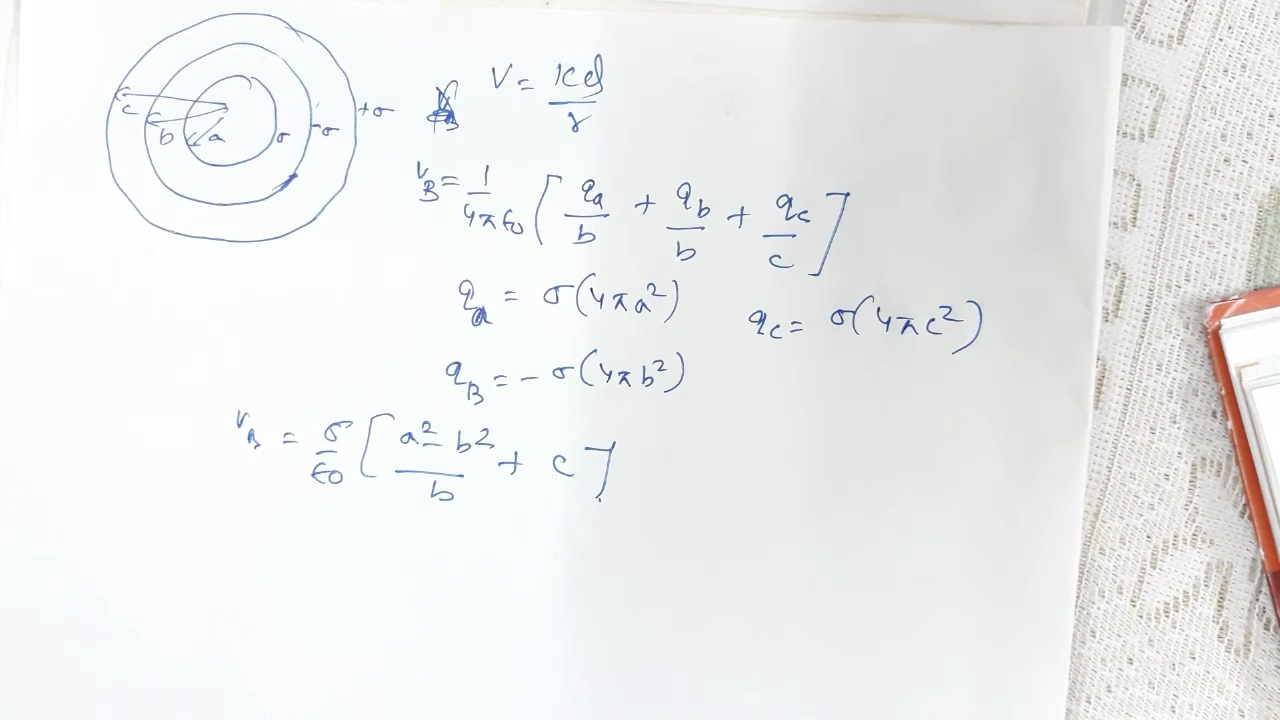 V = KQ/r
c b a σ -σ +σ
V_B = 1/4πϵ0 [ q_a/b + q_b/b + q_c/c ]
q_a = σ(4πa²)
q_c = σ(4πc²)
q_B = -σ(4πb²)
V_B = σ/ϵ0 [ a² - b²/b + c ]